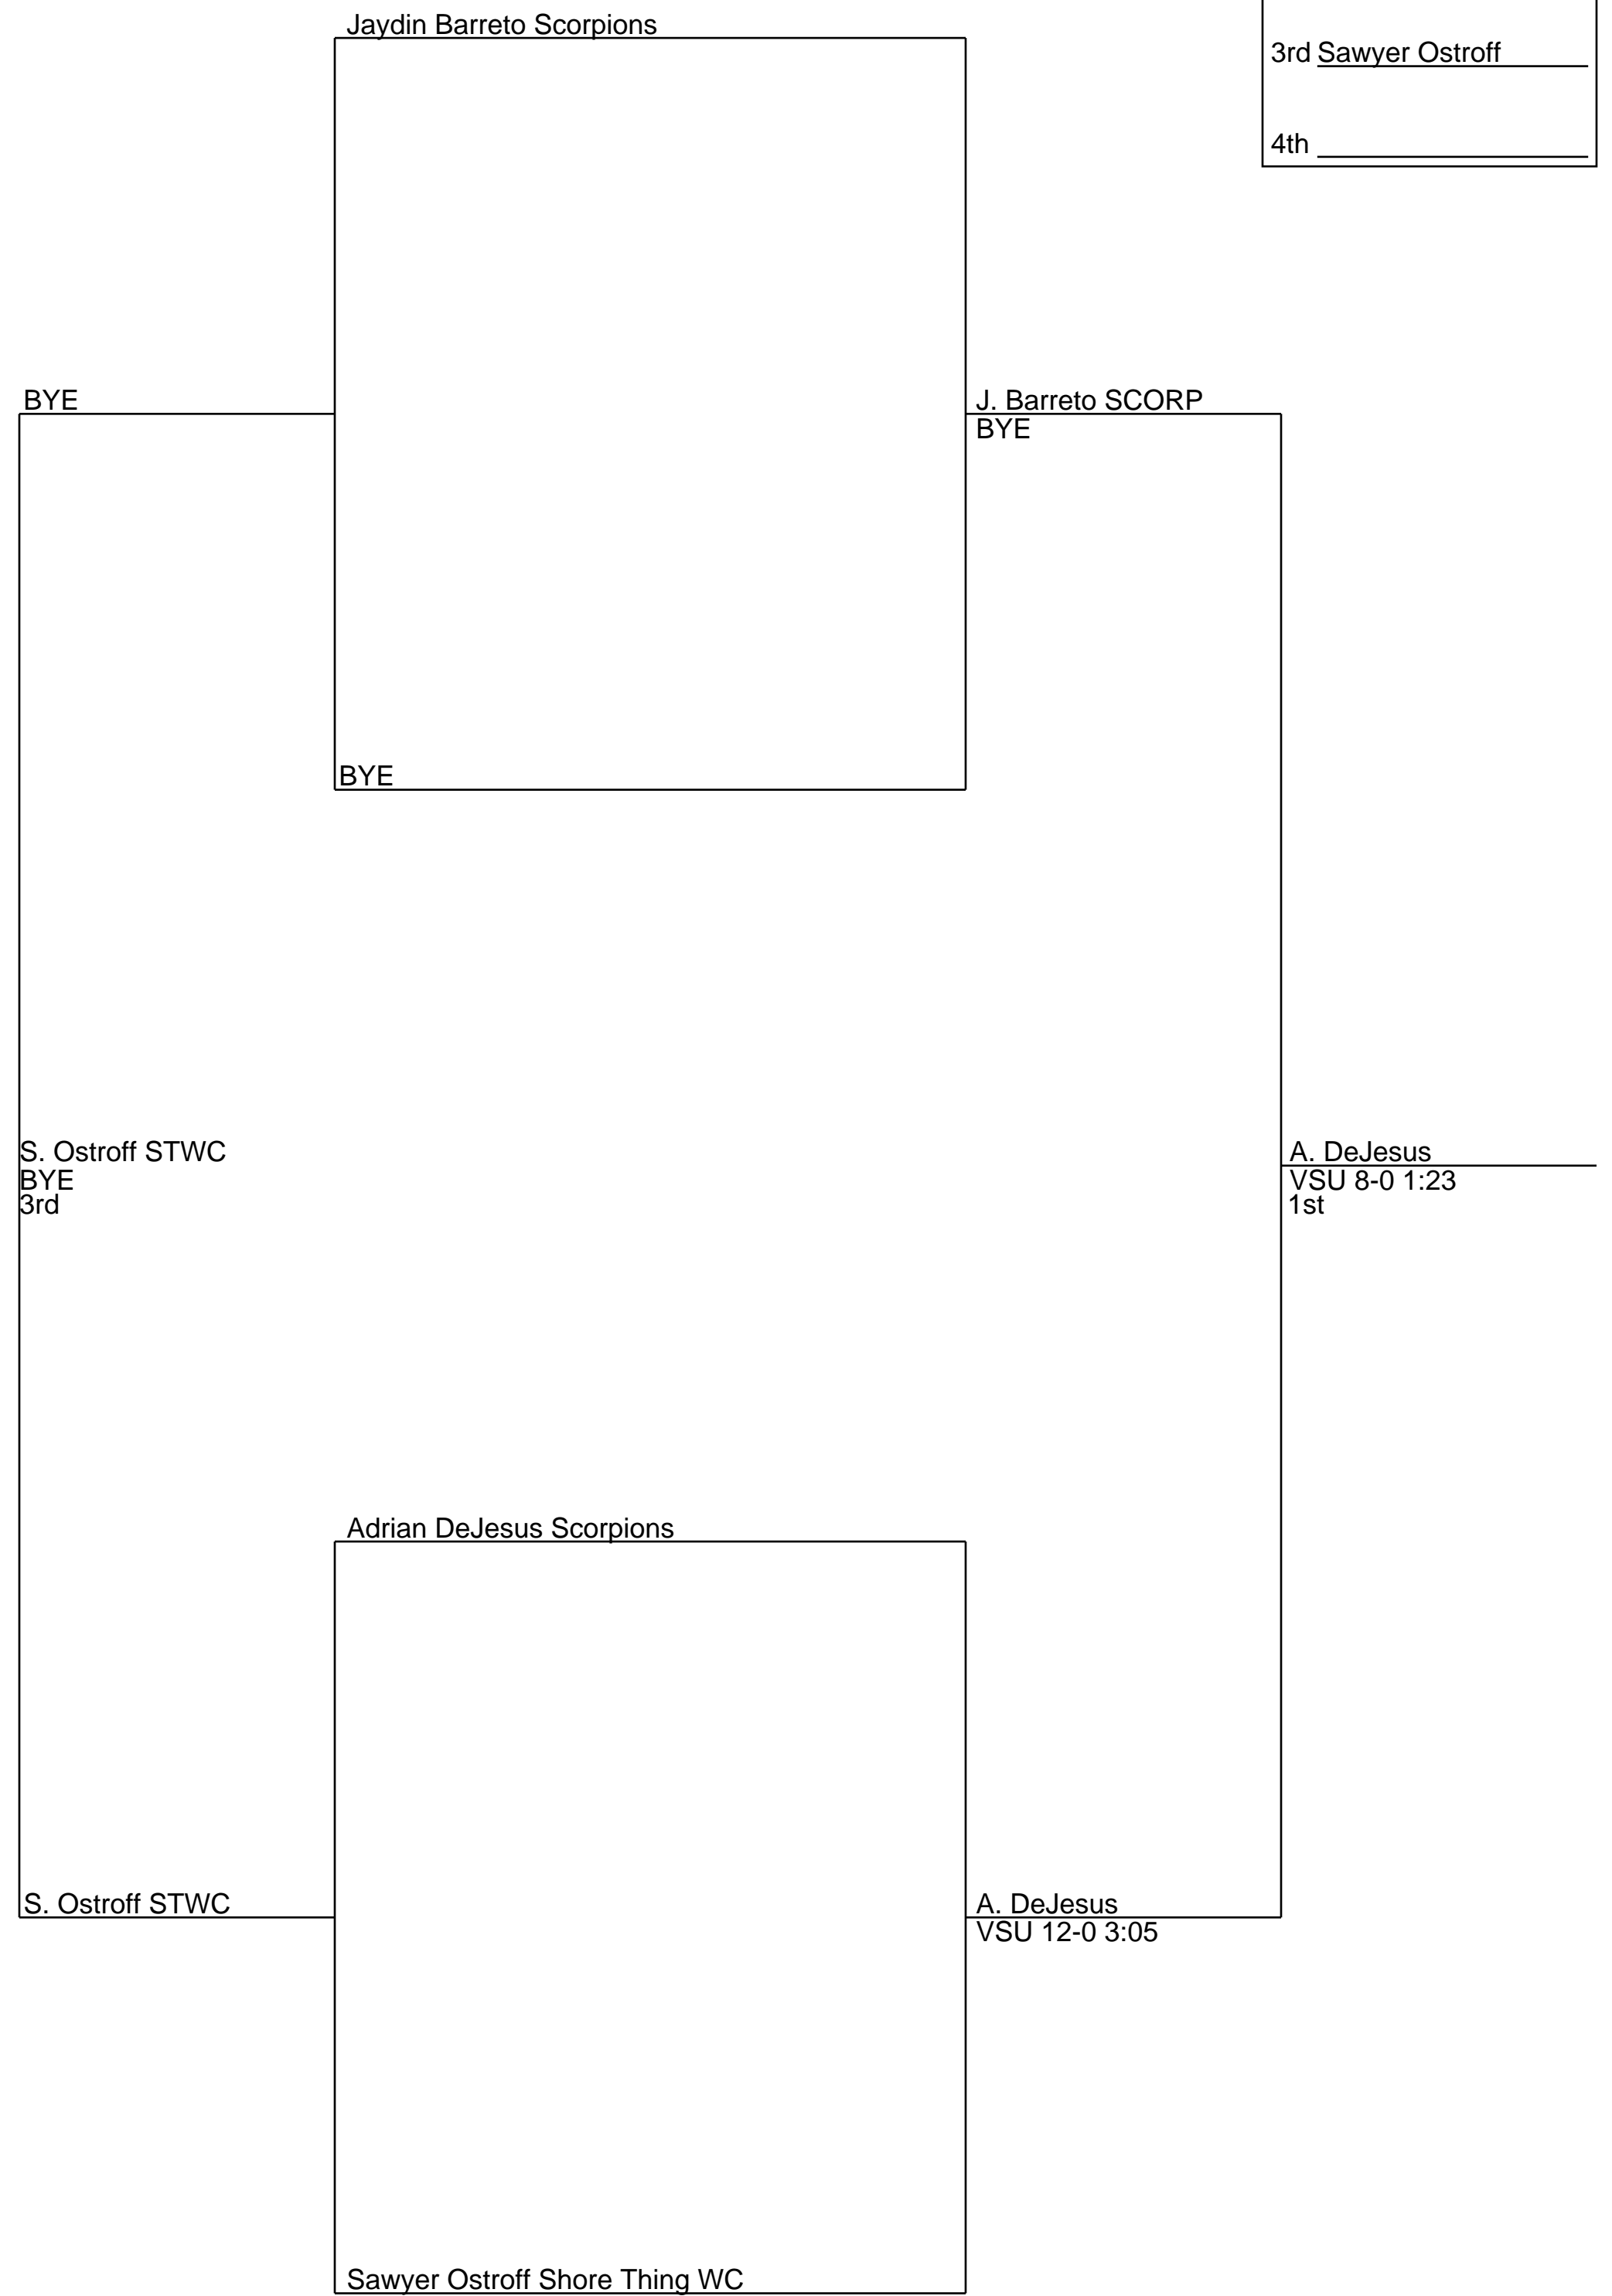 Jaydin Barreto Scorpions
3rd Sawyer Ostroff
4th
BYE
J. Barreto SCORP
BYE
BYE
S. Ostroff STWC
BYE
3rd
A. DeJesus
VSU 8-0 1:23
1st
Adrian DeJesus Scorpions
S. Ostroff STWC
A. DeJesus
VSU 12-0 3:05
Sawyer Ostroff Shore Thing WC